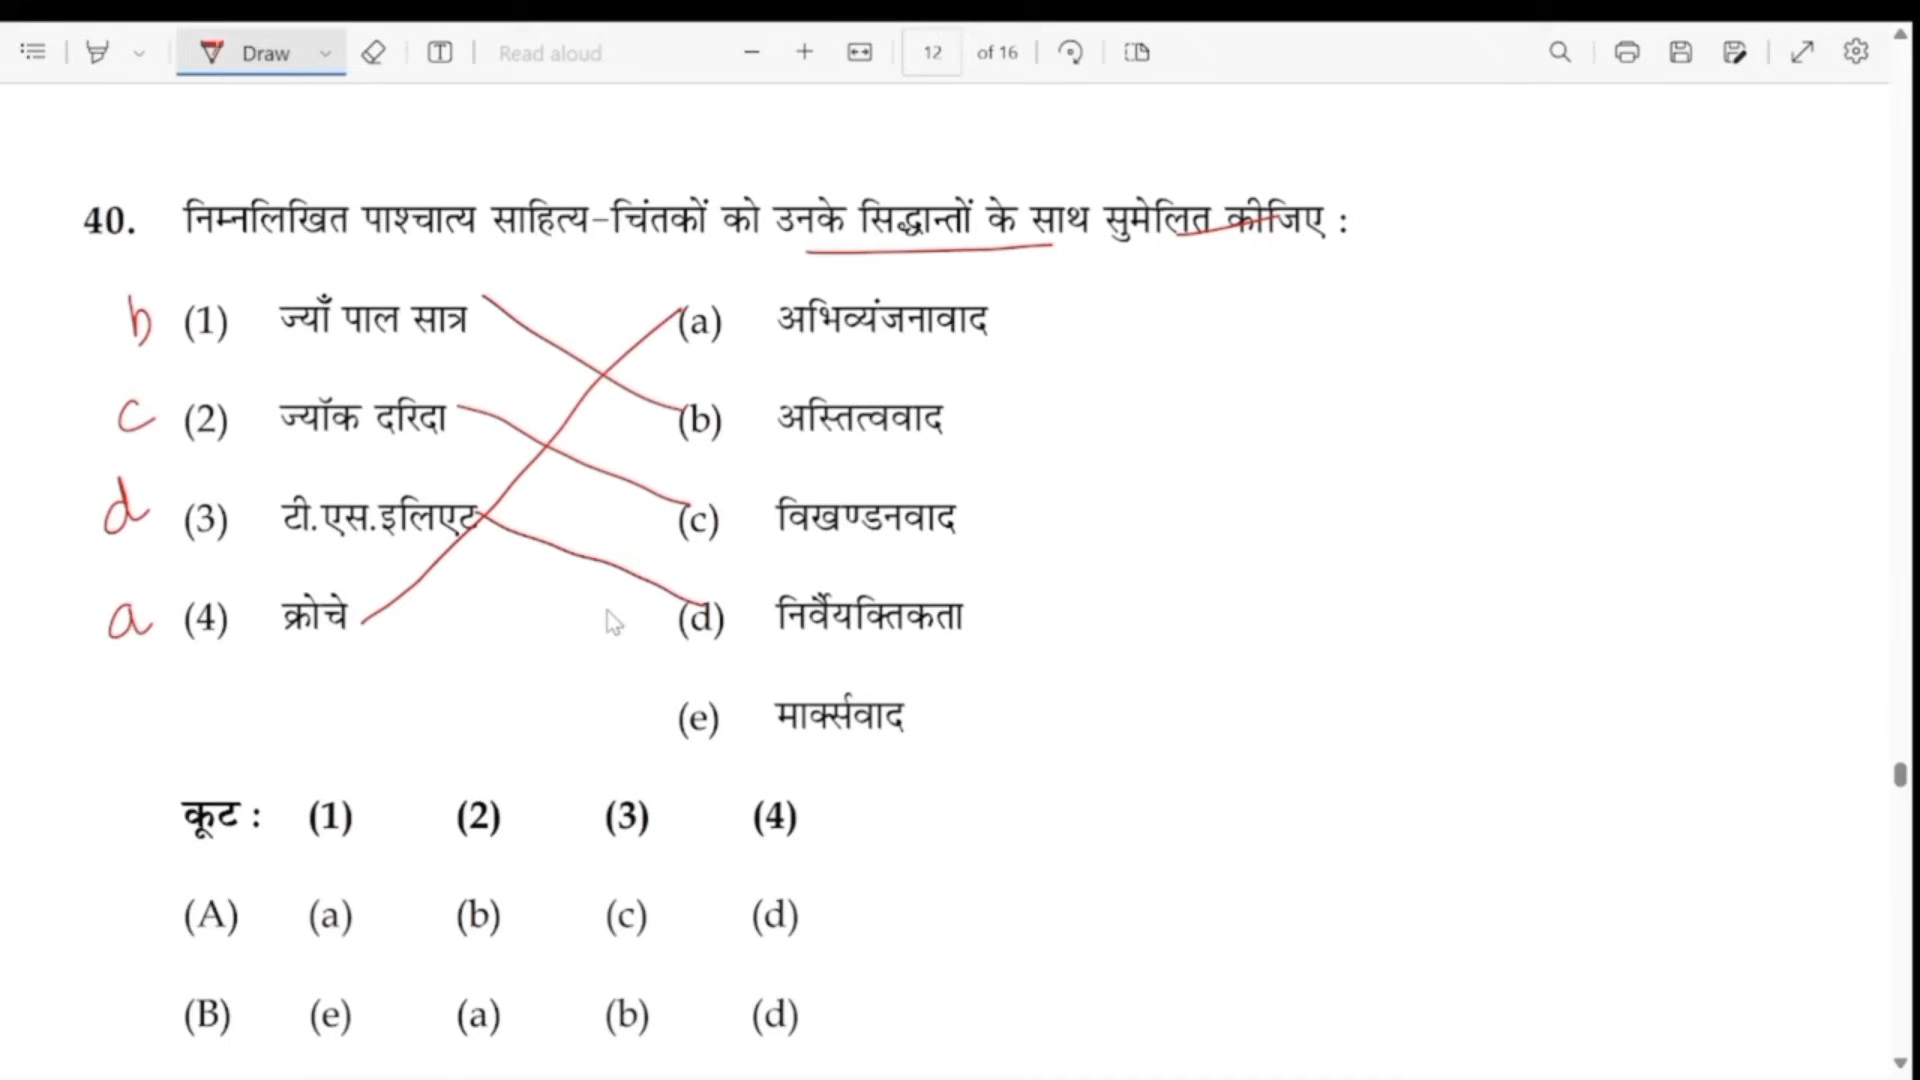 Draw
Read aloud
12 of 16
40. निम्नलिखित पाश्चात्य साहित्य-चिंतकों को उनके सिद्धान्तों के साथ सुमेलित कीजिए :
b (1) ज्याँ पाल सात्र (a) अभिव्यंजनावाद
c (2) ज्यॉक दरिदा (b) अस्तित्ववाद
d (3) टी.एस.इलिएट (c) विखण्डनवाद
a (4) क्रोचे (d) निर्वैयक्तिकता
(e) मार्क्सवाद
कूट : (1) (2) (3) (4)
(A) (a) (b) (c) (d)
(B) (e) (a) (b) (d)